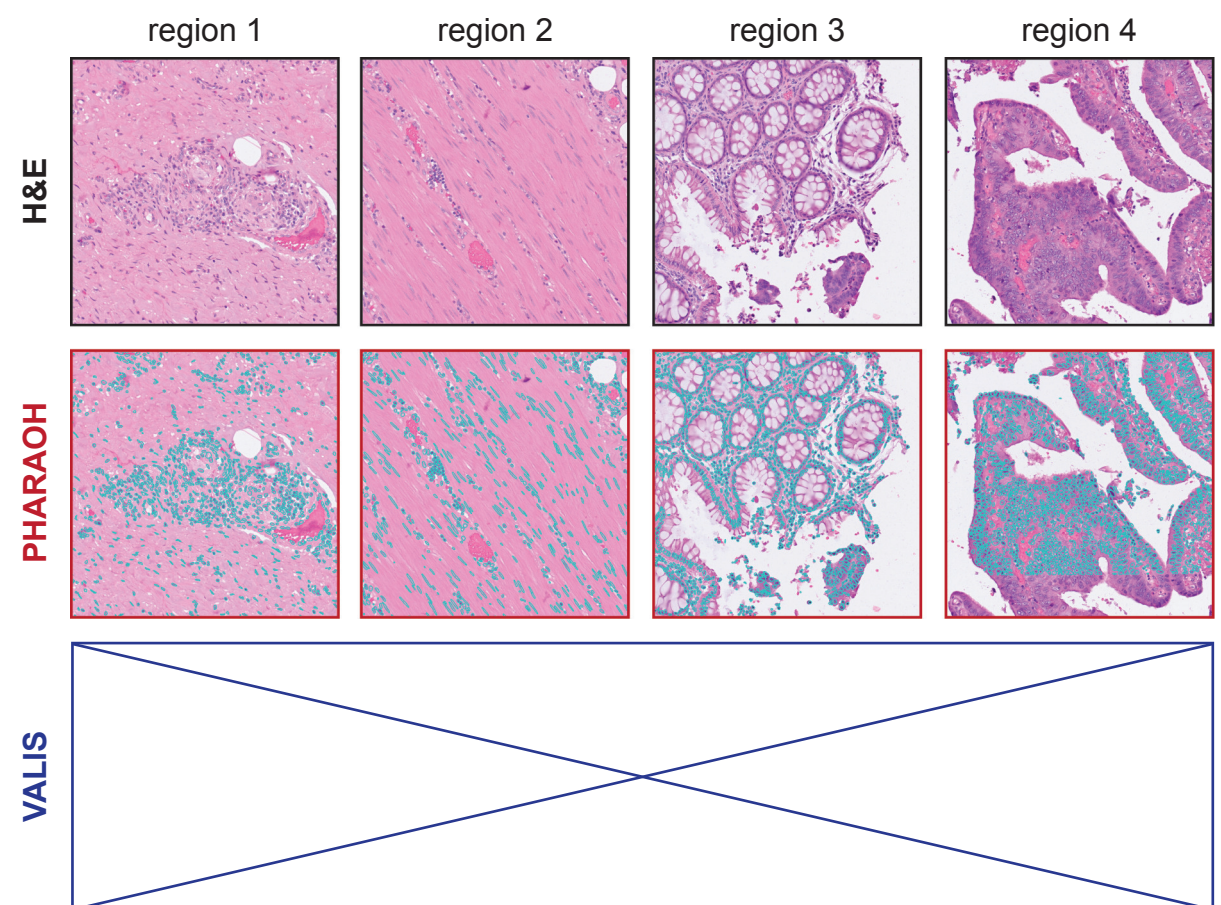 region 1
region 2
region 3
region 4
H&E
PHARAOH
VALIS